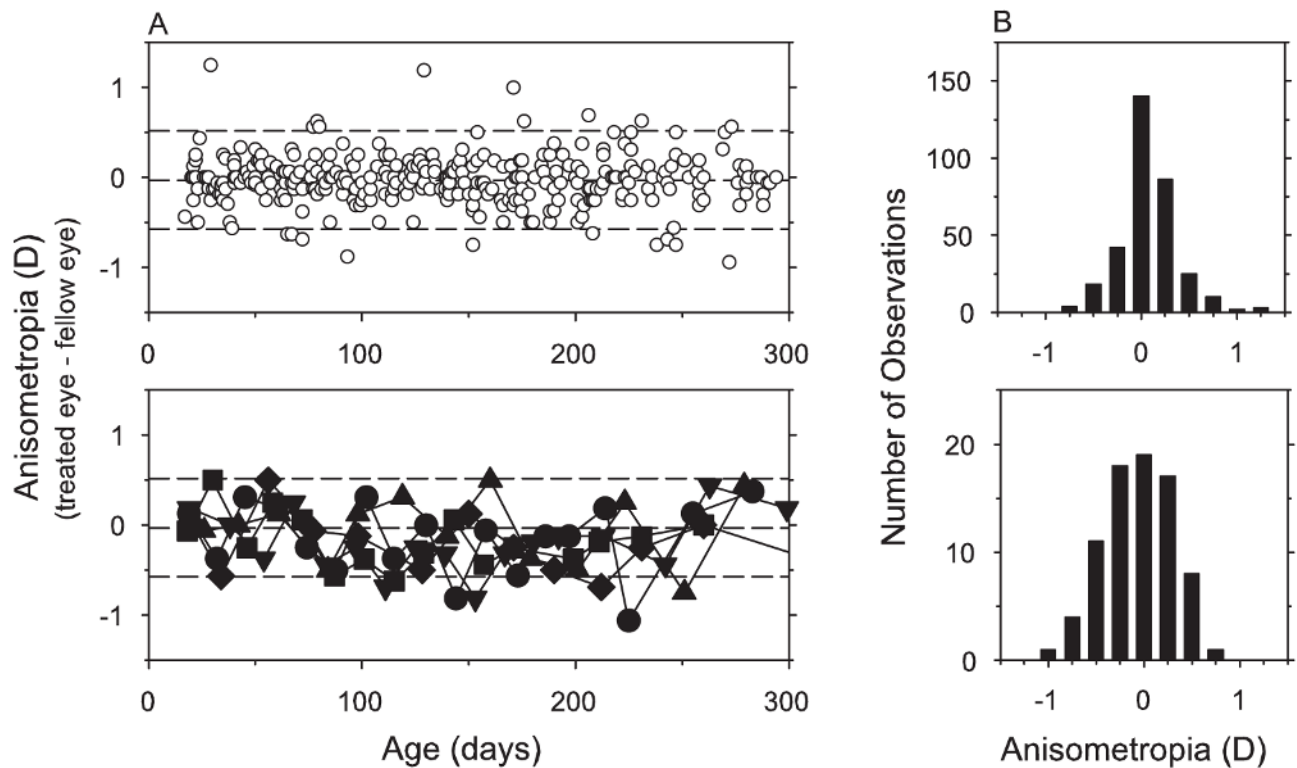 A
Anisometropia (D)
(treated eye - fellow eye)
1
0
-1
0 100 200 300
1
0
-1
0 100 200 300
Age (days)
B
Number of Observations
150
100
50
0
-1 0 1
20
10
0
-1 0 1
Anisometropia (D)